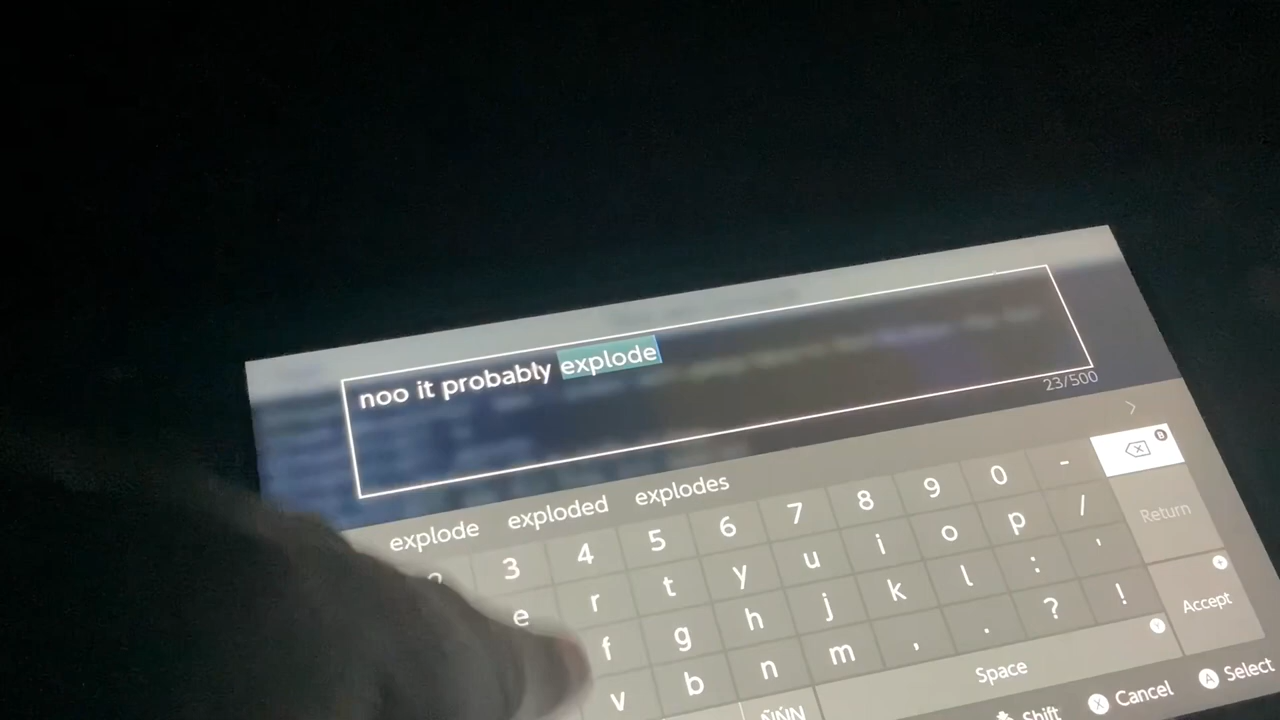 noo it probably explode
23/500
explode exploded explodes
3 4 5 6 7 8 9 0 -
e r t y u i o p /
f g h j k l : '
v b n m , . ? !
B
Return
Accept
Y
Space
ÑÍÑÑ
Shift
X Cancel
A Select